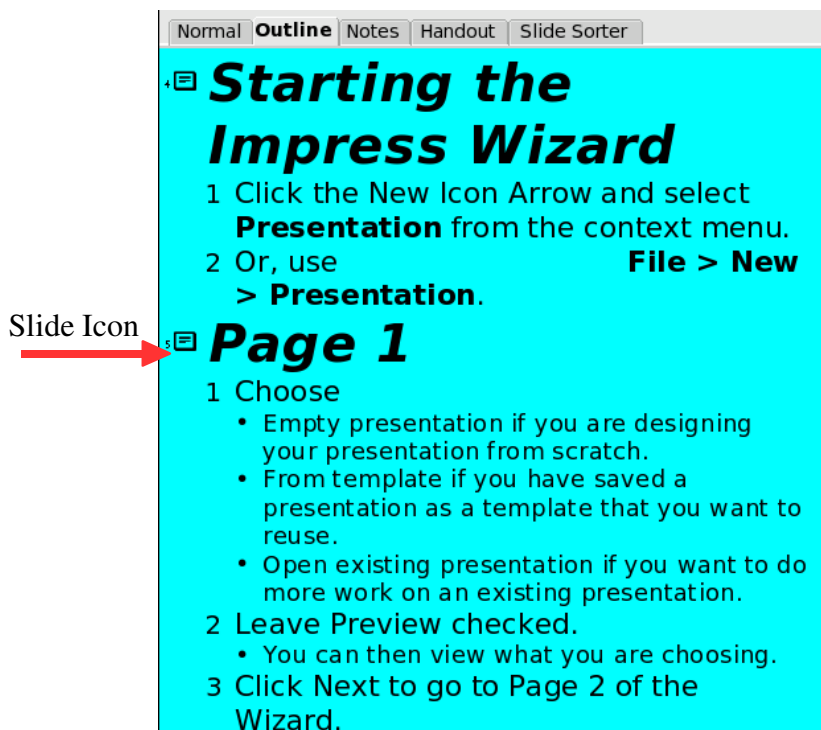 Normal Outline Notes Handout Slide Sorter
4 Starting the
Impress Wizard
1 Click the New Icon Arrow and select
Presentation from the context menu.
2 Or, use File > New
> Presentation.
Slide Icon
5 Page 1
1 Choose
• Empty presentation if you are designing
your presentation from scratch.
• From template if you have saved a
presentation as a template that you want to
reuse.
• Open existing presentation if you want to do
more work on an existing presentation.
2 Leave Preview checked.
• You can then view what you are choosing.
3 Click Next to go to Page 2 of the
Wizard.